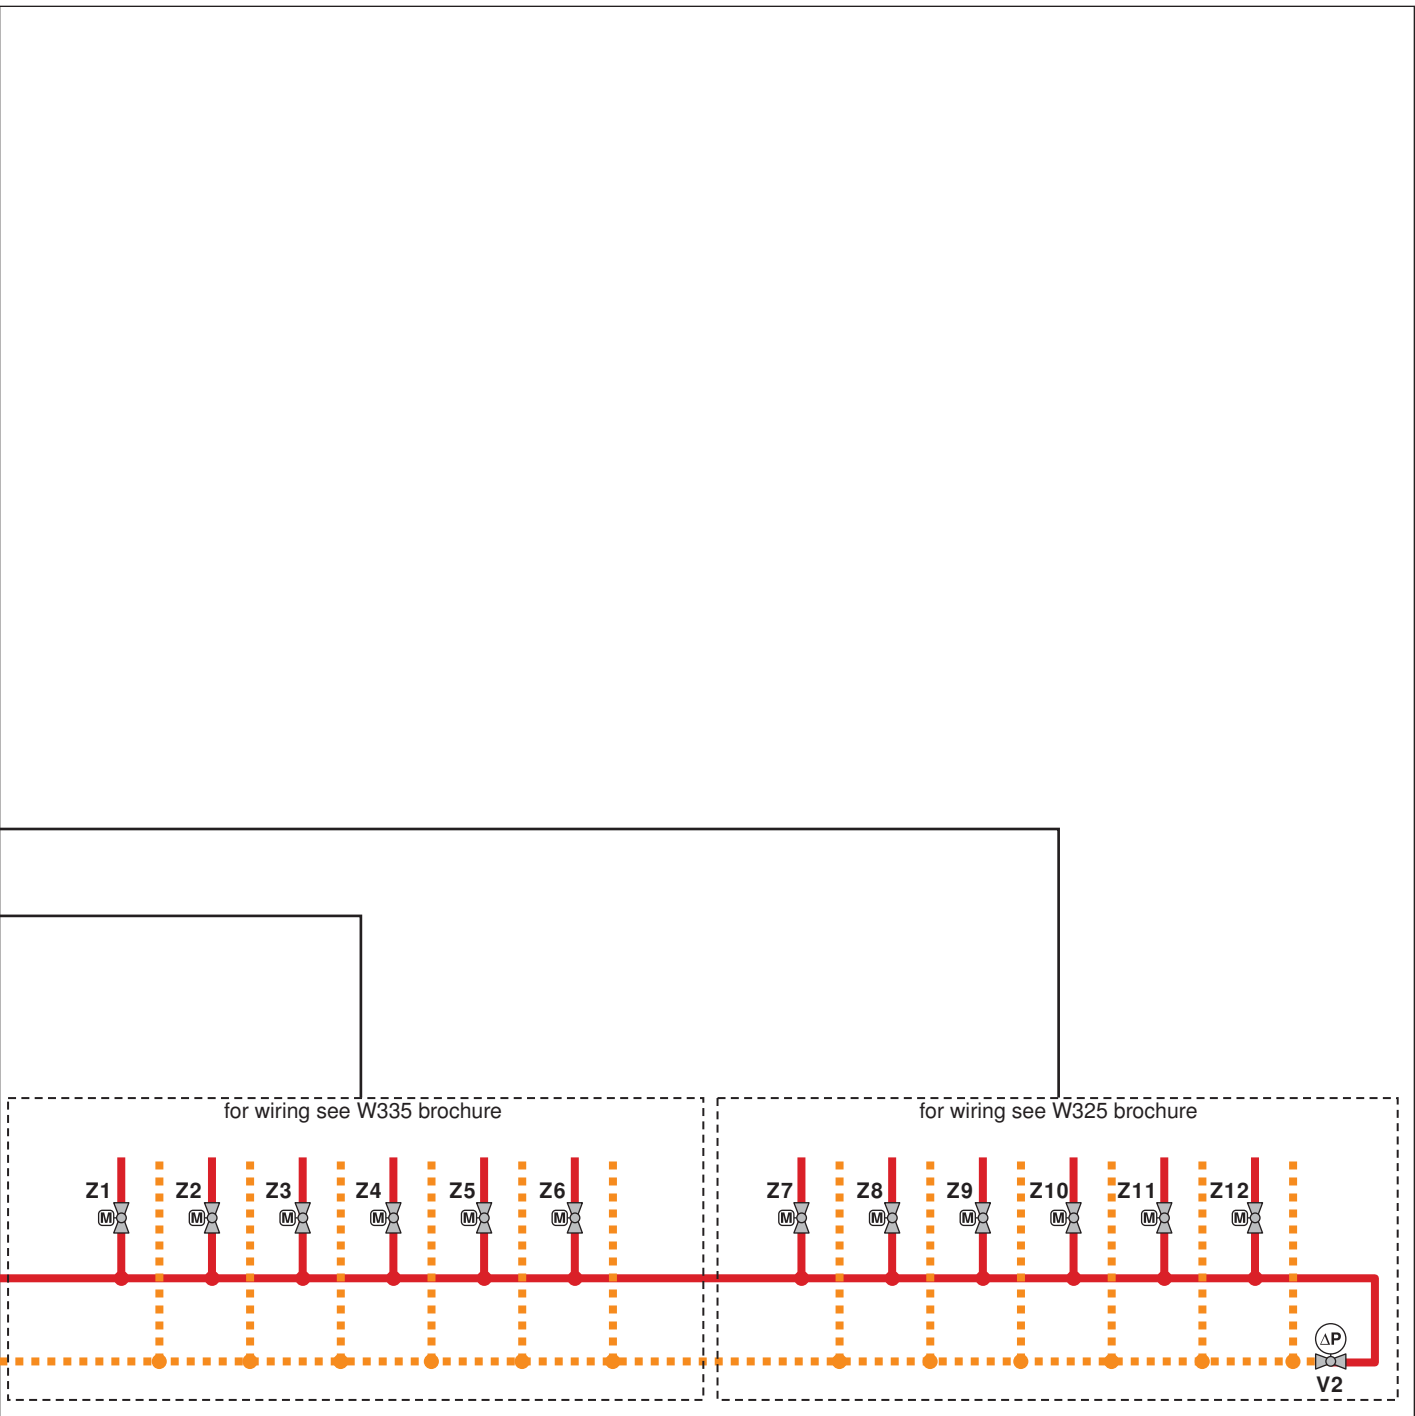 for wiring see W335 brochure
for wiring see W325 brochure
Z1 Z2 Z3 Z4 Z5 Z6 Z7 Z8 Z9 Z10 Z11 Z12
M M M M M M M M M M M M
ΔP
V2